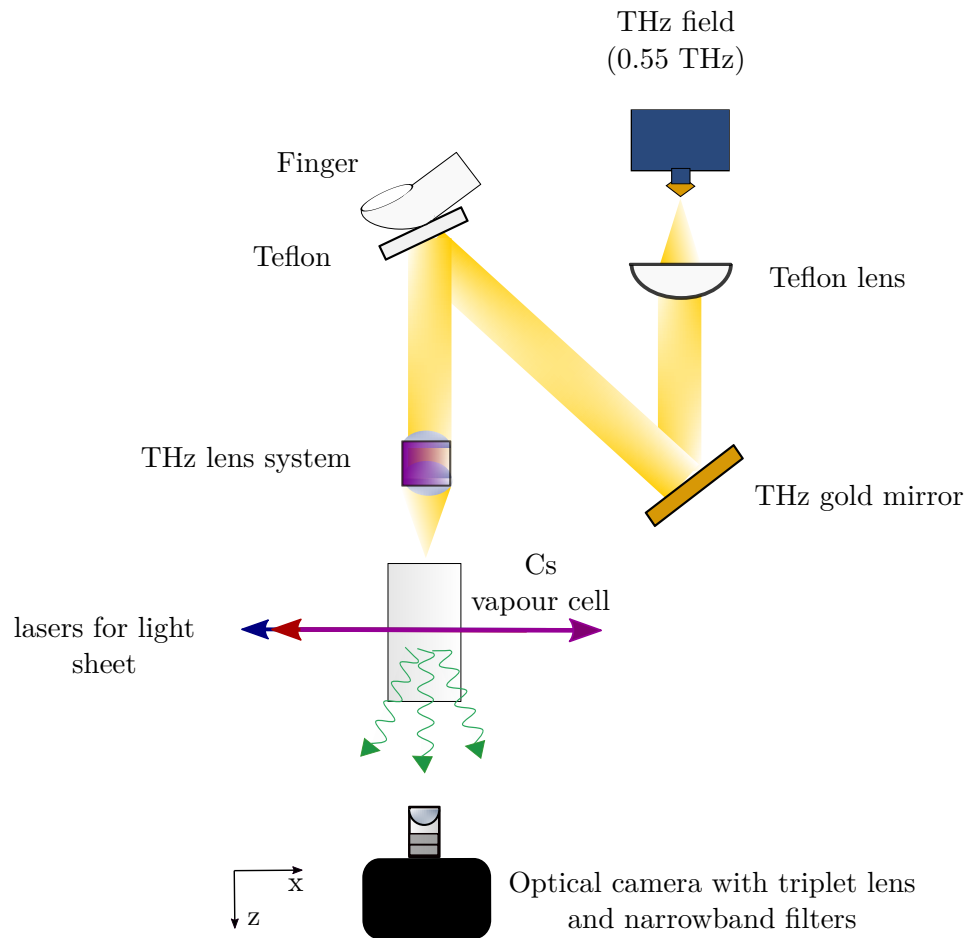 THz field
(0.55 THz)
Finger
Teflon
Teflon lens
THz lens system
THz gold mirror
Cs
vapour cell
lasers for light
sheet
x
z
Optical camera with triplet lens
and narrowband filters